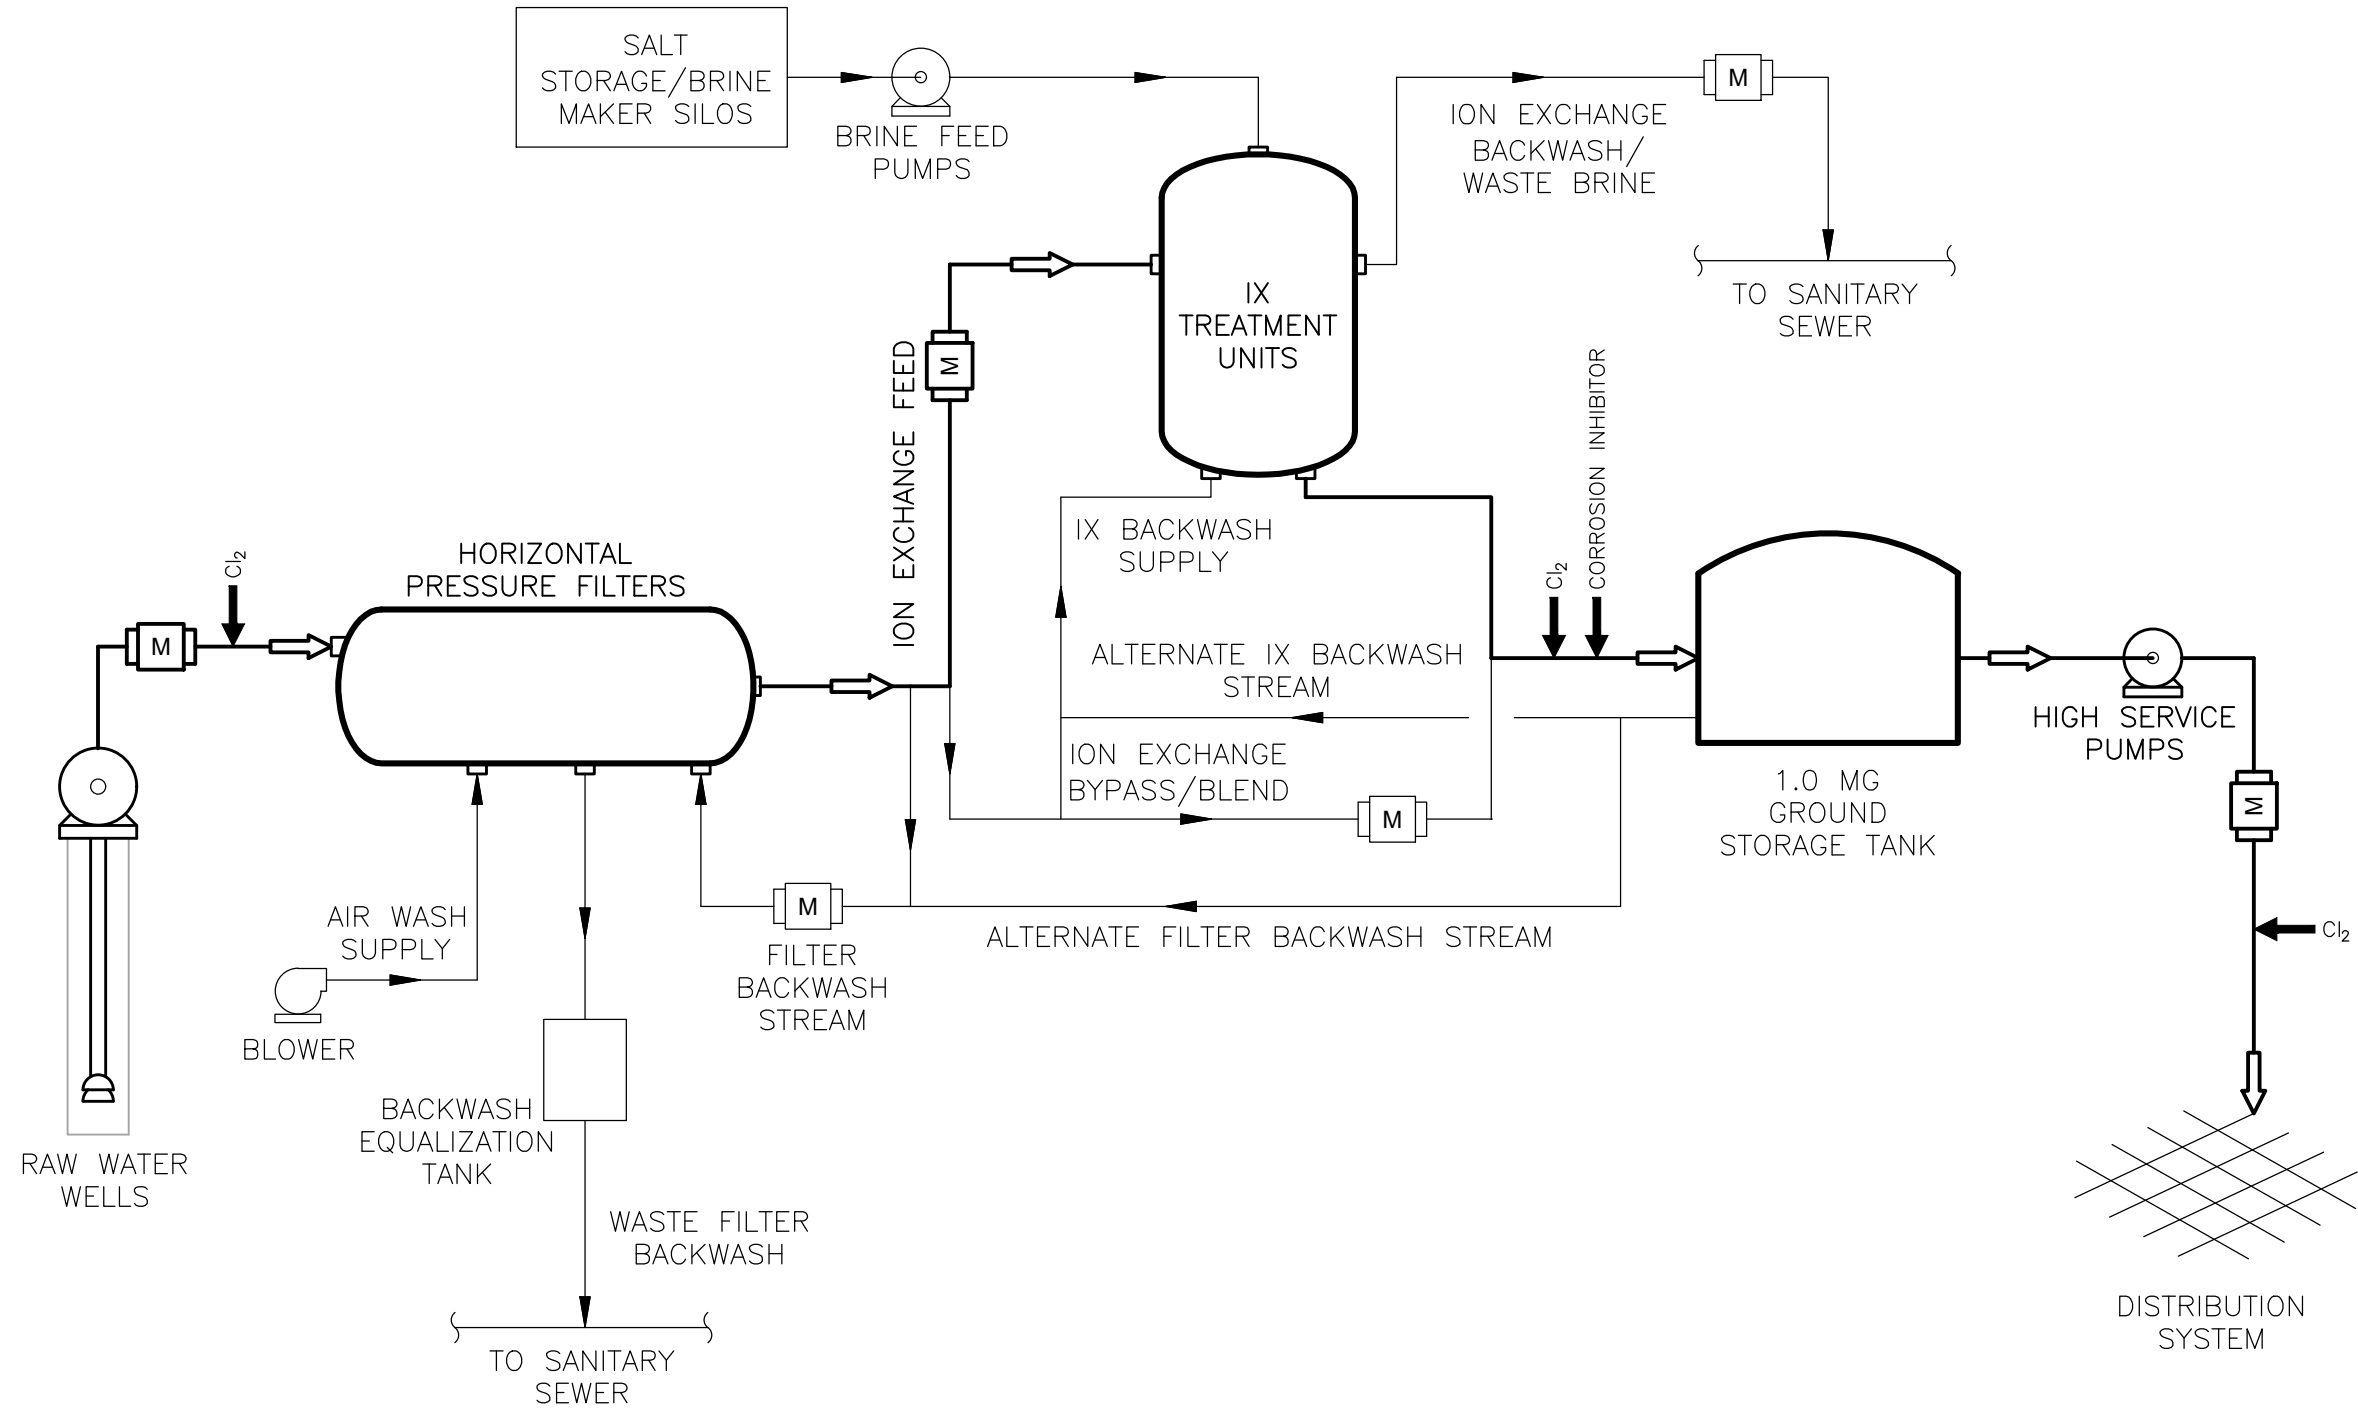 SALT
STORAGE/BRINE
MAKER SILOS
BRINE FEED
PUMPS
M
ION EXCHANGE
BACKWASH/
WASTE BRINE
TO SANITARY
SEWER
IX
TREATMENT
UNITS
M
ION EXCHANGE FEED
CORROSION INHIBITOR
Cl2
IX BACKWASH
SUPPLY
HORIZONTAL
PRESSURE FILTERS
Cl2
M
ALTERNATE IX BACKWASH
STREAM
ION EXCHANGE
BYPASS/BLEND
M
HIGH SERVICE
PUMPS
1.0 MG
GROUND
STORAGE TANK
M
AIR WASH
SUPPLY
M
FILTER
BACKWASH
STREAM
ALTERNATE FILTER BACKWASH STREAM
Cl2
BLOWER
BACKWASH
EQUALIZATION
TANK
RAW WATER
WELLS
WASTE FILTER
BACKWASH
TO SANITARY
SEWER
DISTRIBUTION
SYSTEM